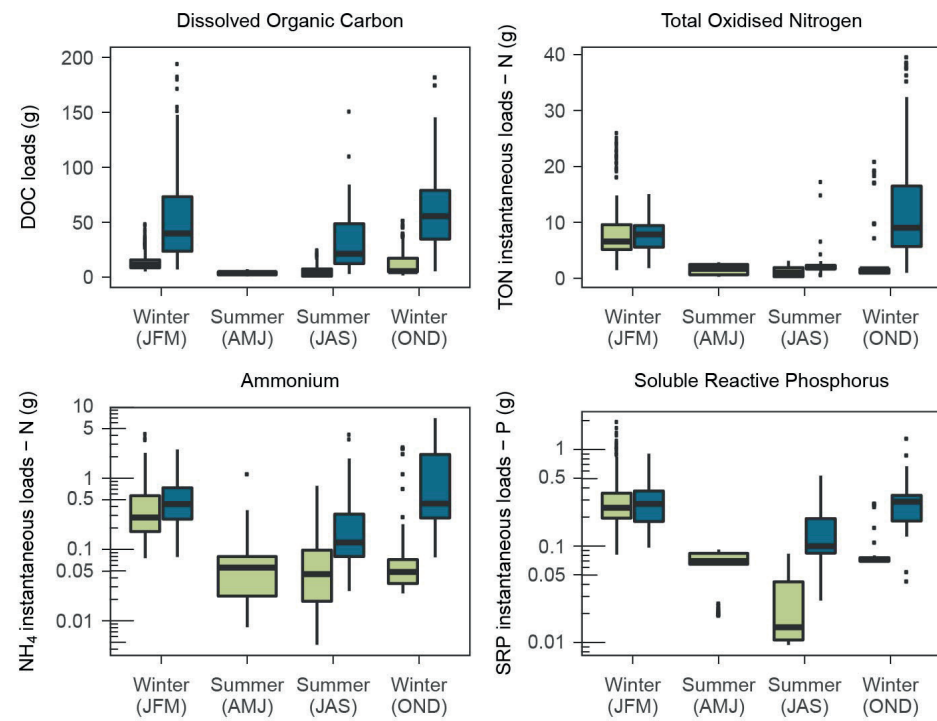 Dissolved Organic Carbon
DOC loads (g)
200
150
100
50
0
Winter
(JFM)
Summer
(AMJ)
Summer
(JAS)
Winter
(OND)
Total Oxidised Nitrogen
TON instantaneous loads – N (g)
40
30
20
10
0
Winter
(JFM)
Summer
(AMJ)
Summer
(JAS)
Winter
(OND)
Ammonium
NH₄ instantaneous loads – N (g)
10
5
1
0.5
0.1
0.05
0.01
Winter
(JFM)
Summer
(AMJ)
Summer
(JAS)
Winter
(OND)
Soluble Reactive Phosphorus
SRP instantaneous loads – P (g)
1
0.5
0.1
0.05
0.01
Winter
(JFM)
Summer
(AMJ)
Summer
(JAS)
Winter
(OND)